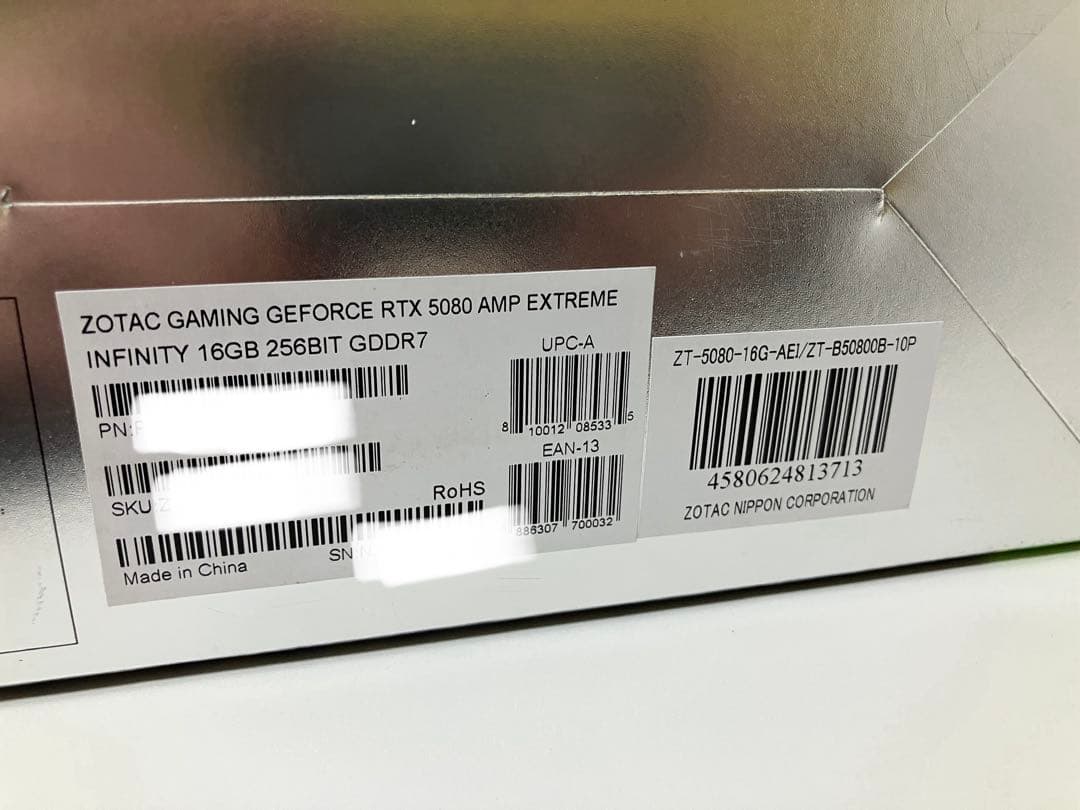 ZOTAC GAMING GEFORCE RTX 5080 AMP EXTREME
INFINITY 16GB 256BIT GDDR7
PN:
SKU
SN
RoHS
Made in China
UPC-A
8 10012 08533 5
EAN-13
886307 700032
ZT-5080-16G-AEI/ZT-B50800B-10P
4580624813713
ZOTAC NIPPON CORPORATION